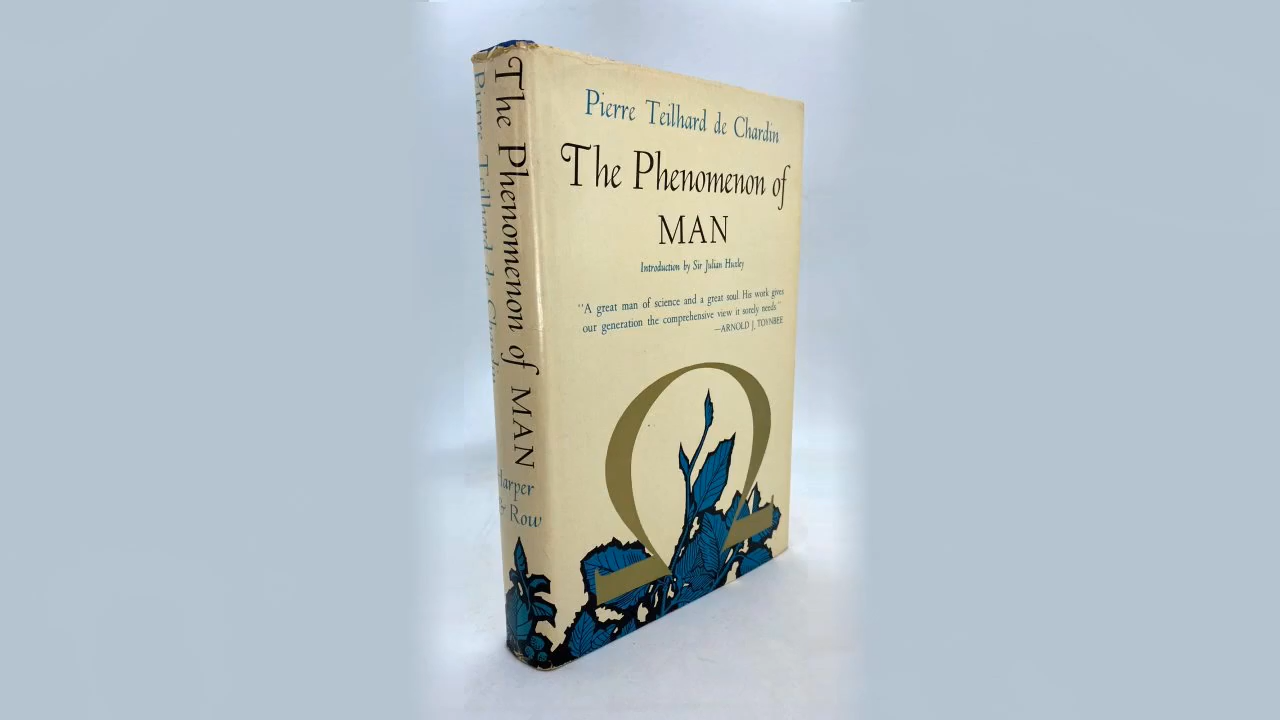 Pierre Teilhard de Chardin
The Phenomenon of
MAN
Introduction by Sir Julian Huxley
"A great man of science and a great soul. His work gives
our generation the comprehensive view it sorely needs"
—ARNOLD J. TOYNBEE
Ω
The Phenomenon of MAN
Pierre Teilhard de Chardin
Harper
& Row